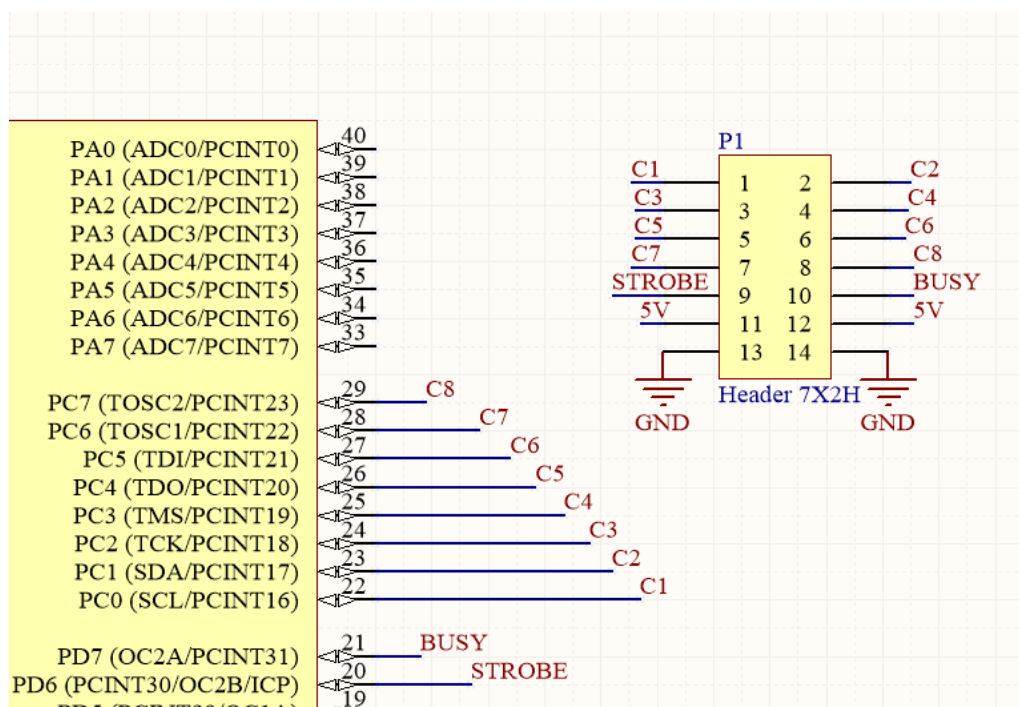 PA0 (ADC0/PCINT0) 40
PA1 (ADC1/PCINT1) 39
PA2 (ADC2/PCINT2) 38
PA3 (ADC3/PCINT3) 37
PA4 (ADC4/PCINT4) 36
PA5 (ADC5/PCINT5) 35
PA6 (ADC6/PCINT6) 34
PA7 (ADC7/PCINT7) 33
PC7 (TOSC2/PCINT23) 29 C8
PC6 (TOSC1/PCINT22) 28 C7
PC5 (TDI/PCINT21) 27 C6
PC4 (TDO/PCINT20) 26 C5
PC3 (TMS/PCINT19) 25 C4
PC2 (TCK/PCINT18) 24 C3
PC1 (SDA/PCINT17) 23 C2
PC0 (SCL/PCINT16) 22 C1
PD7 (OC2A/PCINT31) 21 BUSY
PD6 (PCINT30/OC2B/ICP) 20 STROBE
19
P1
C1 1 2 C2
C3 3 4 C4
C5 5 6 C6
C7 7 8 C8
STROBE 9 10 BUSY
5V 11 12 5V
13 14
Header 7X2H
GND GND